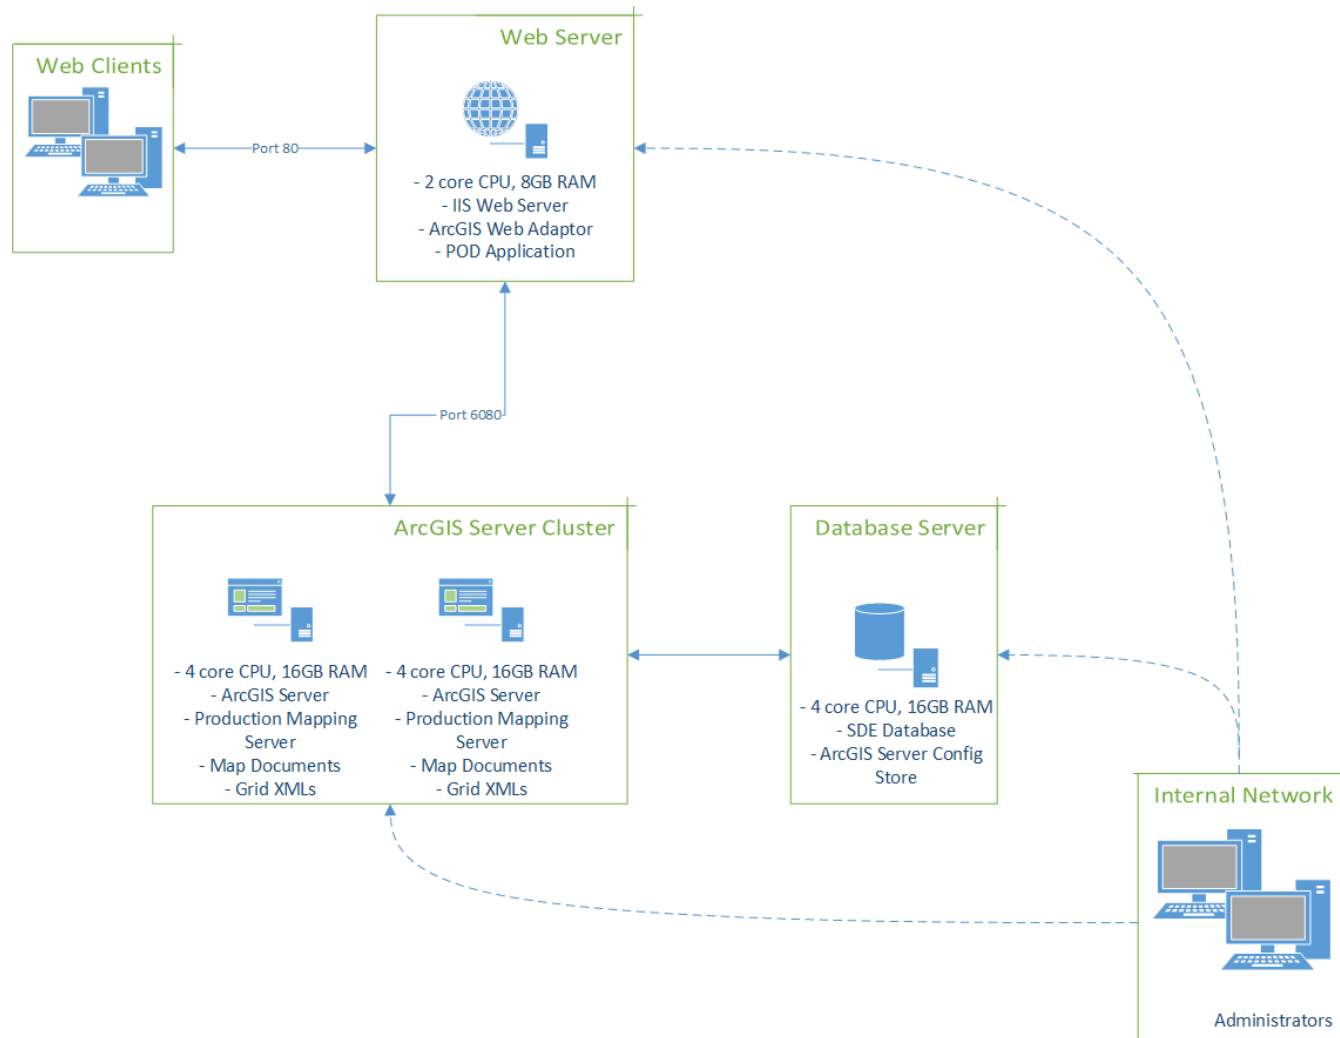 Web Server
Web Clients
Port 80
- 2 core CPU, 8GB RAM
- IIS Web Server
- ArcGIS Web Adaptor
- POD Application
Port 6080
ArcGIS Server Cluster
- 4 core CPU, 16GB RAM
- ArcGIS Server
- Production Mapping
Server
- Map Documents
- Grid XMLs
- 4 core CPU, 16GB RAM
- ArcGIS Server
- Production Mapping
Server
- Map Documents
- Grid XMLs
Database Server
- 4 core CPU, 16GB RAM
- SDE Database
- ArcGIS Server Config
Store
Internal Network
Administrators